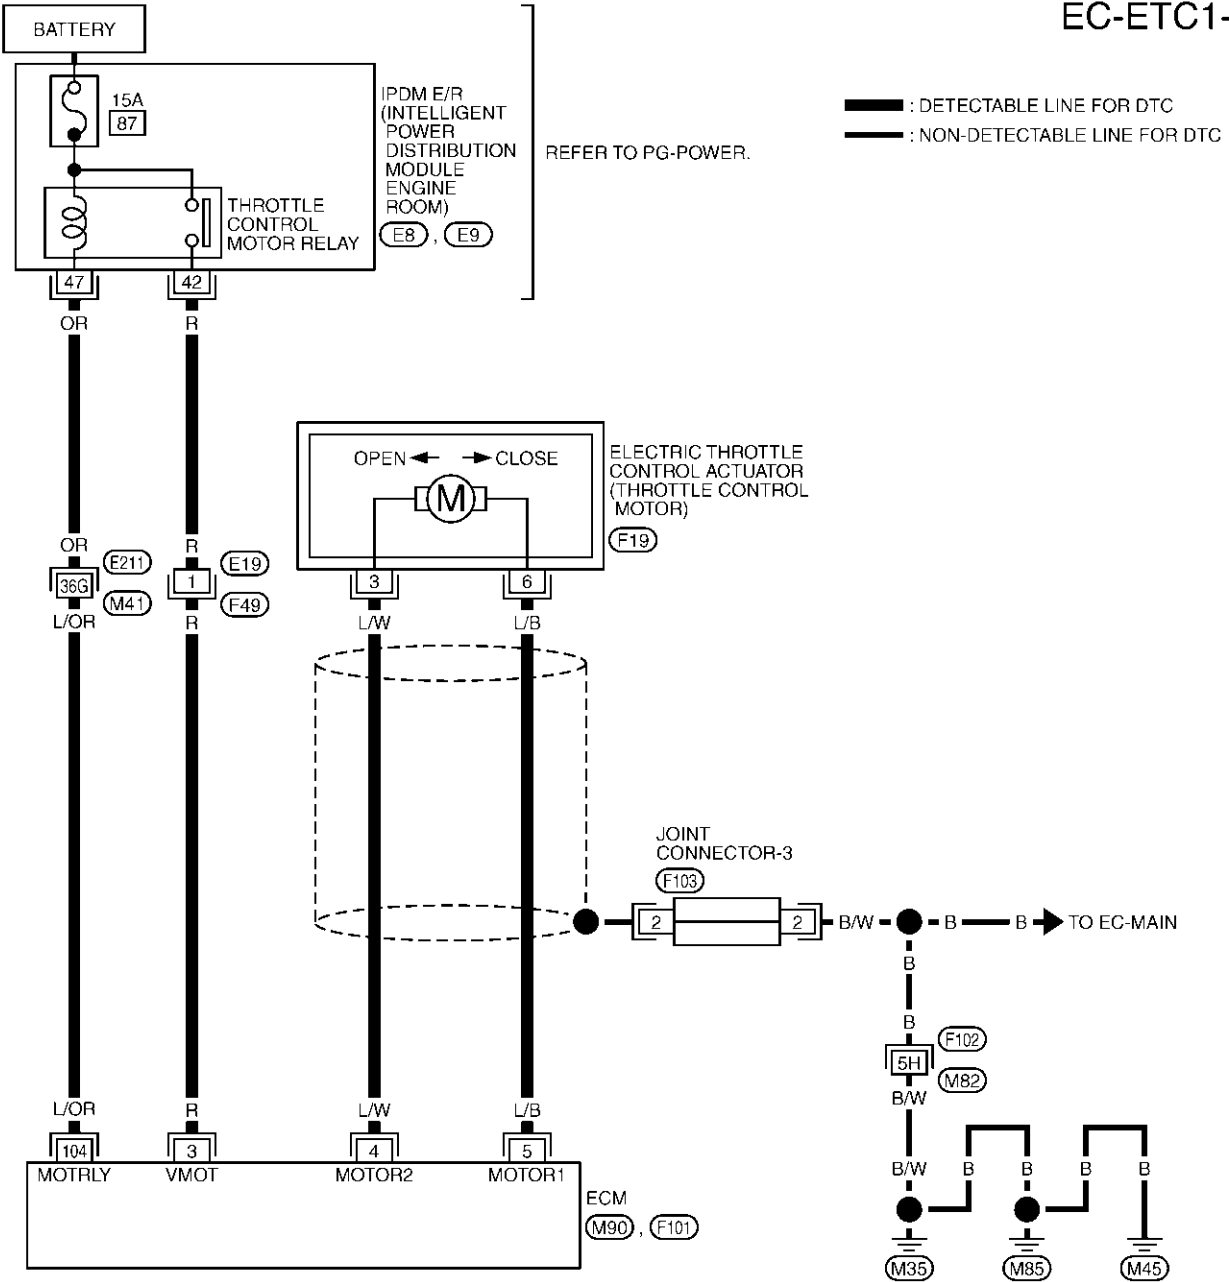 EC-ETC1-
BATTERY
15A
87
IPDM E/R
(INTELLIGENT
POWER
DISTRIBUTION
MODULE
ENGINE
ROOM)
E8 , E9
REFER TO PG-POWER.
: DETECTABLE LINE FOR DTC
: NON-DETECTABLE LINE FOR DTC
THROTTLE
CONTROL
MOTOR RELAY
47 42
OR R
OPEN CLOSE
M
ELECTRIC THROTTLE
CONTROL ACTUATOR
(THROTTLE CONTROL
MOTOR)
F19
OR R
E211 E19
36G 1 3 6
M41 F49
L/OR R L/W L/B
JOINT
CONNECTOR-3
F103
2 2 B/W B B TO EC-MAIN
B
B
F102
5H
M82
B/W
L/OR R L/W L/B
104 3 4 5
MOTRLY VMOT MOTOR2 MOTOR1
B/W B B B B
ECM
M90 , F101
M35 M85 M45